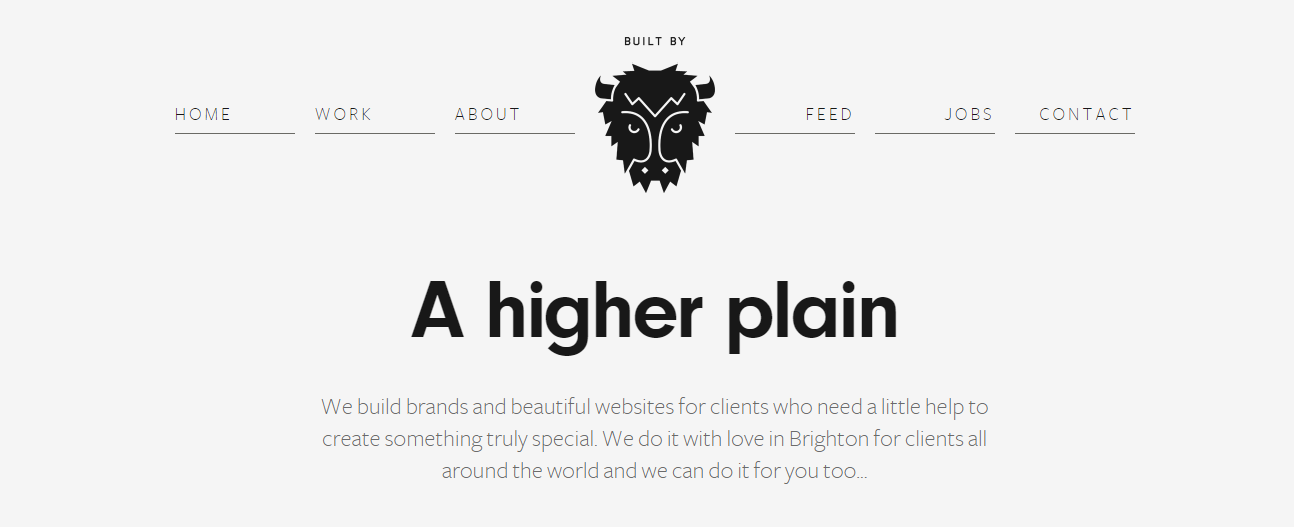 BUILT BY
HOME WORK ABOUT FEED JOBS CONTACT
A higher plain
We build brands and beautiful websites for clients who need a little help to
create something truly special. We do it with love in Brighton for clients all
around the world and we can do it for you too...